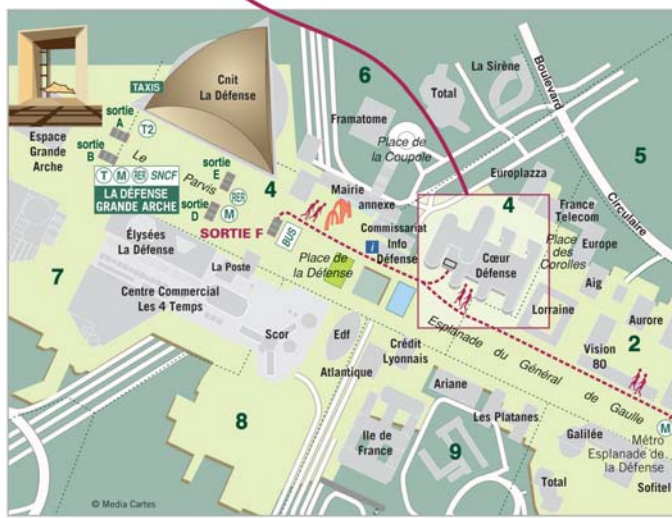 Cnit
La Défense
TAXIS
sortie
A
T2
sortie
B
Espace
Grande
Arche
Le
Parvis
T M RER SNCF
LA DÉFENSE
GRANDE ARCHE
sortie
E
RER
M
sortie
D
SORTIE F
BUS
4
6
Framatome
Total
La Sirène
Place de
la Coupole
Boulevard
Circulaire
5
Mairie
annexe
Commissariat
i
Info
Défense
Europlazza
4
Cœur
Défense
France
Telecom
Place
des
Corolles
Europe
Aig
Lorraine
Aurore
2
Vision
80
7
Élysées
La Défense
La Poste
Place de
la Défense
Centre Commercial
Les 4 Temps
Scor
Edf
Atlantique
Crédit
Lyonnais
Esplanade du Général de Gaulle
Ariane
Les Platanes
8
Ile de
France
9
Galilée
M
Métro
Esplanade de
la Défense
Total
Sofitel
© Media Cartes